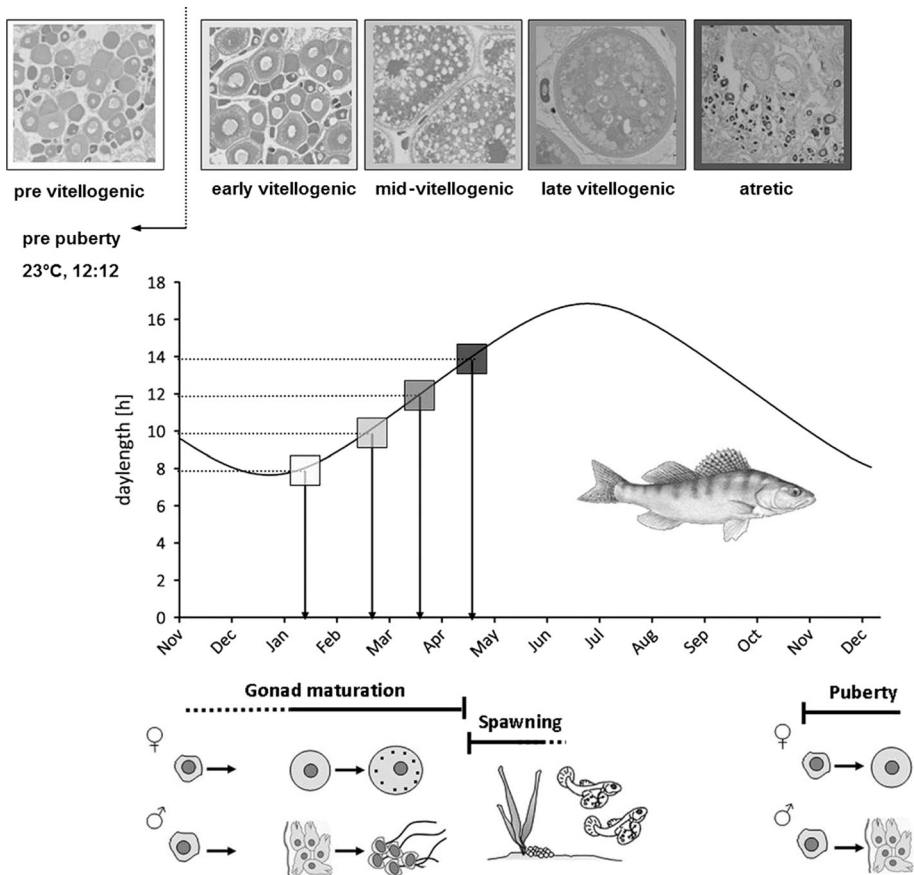 pre vitellogenic
early vitellogenic
mid-vitellogenic
late vitellogenic
atretic
pre puberty
23°C, 12:12
daylength [h]
18
16
14
12
10
8
6
4
2
0
Nov
Dec
Jan
Feb
Mar
Apr
May
Jun
Jul
Aug
Sep
Oct
Nov
Dec
Gonad maturation
Spawning
Puberty
♀
♂
♀
♂